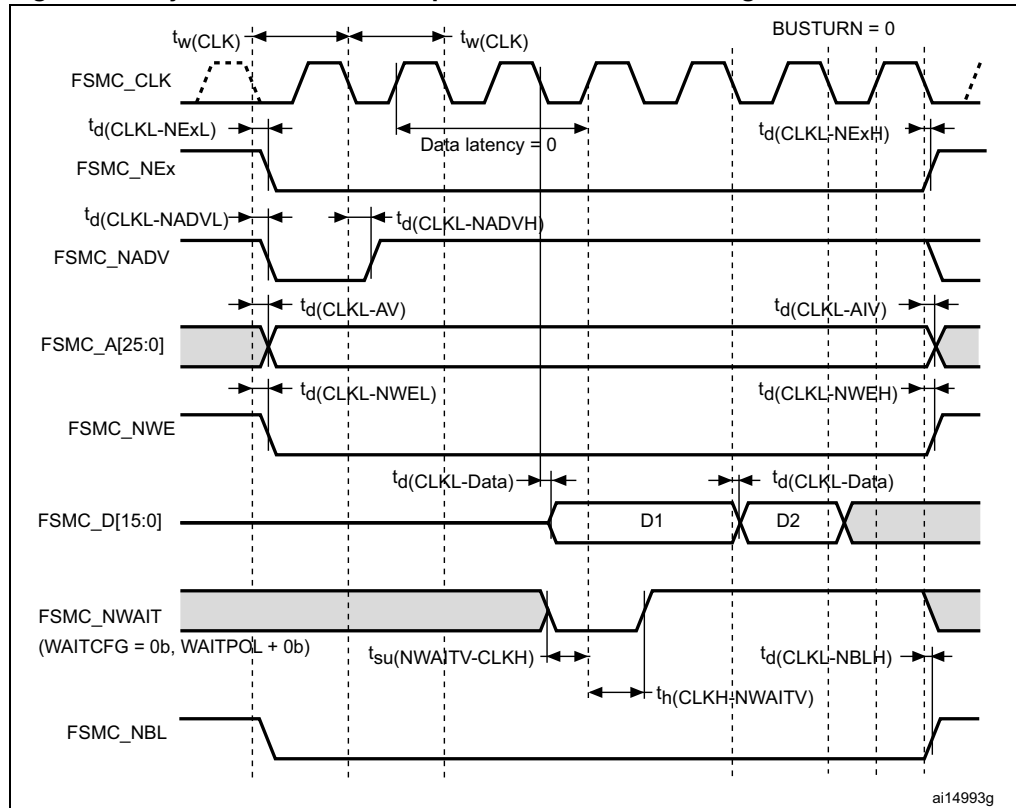 tw(CLK) tw(CLK) BUSTURN = 0
FSMC_CLK
td(CLKL-NExL) Data latency = 0 td(CLKL-NExH)
FSMC_NEx
td(CLKL-NADVL) td(CLKL-NADVH)
FSMC_NADV
td(CLKL-AV) td(CLKL-AIV)
FSMC_A[25:0]
td(CLKL-NWEL) td(CLKL-NWEH)
FSMC_NWE
td(CLKL-Data) td(CLKL-Data)
FSMC_D[15:0] D1 D2
FSMC_NWAIT
(WAITCFG = 0b, WAITPOL + 0b)
tsu(NWAITV-CLKH) td(CLKL-NBLH)
th(CLKH-NWAITV)
FSMC_NBL
ai14993g